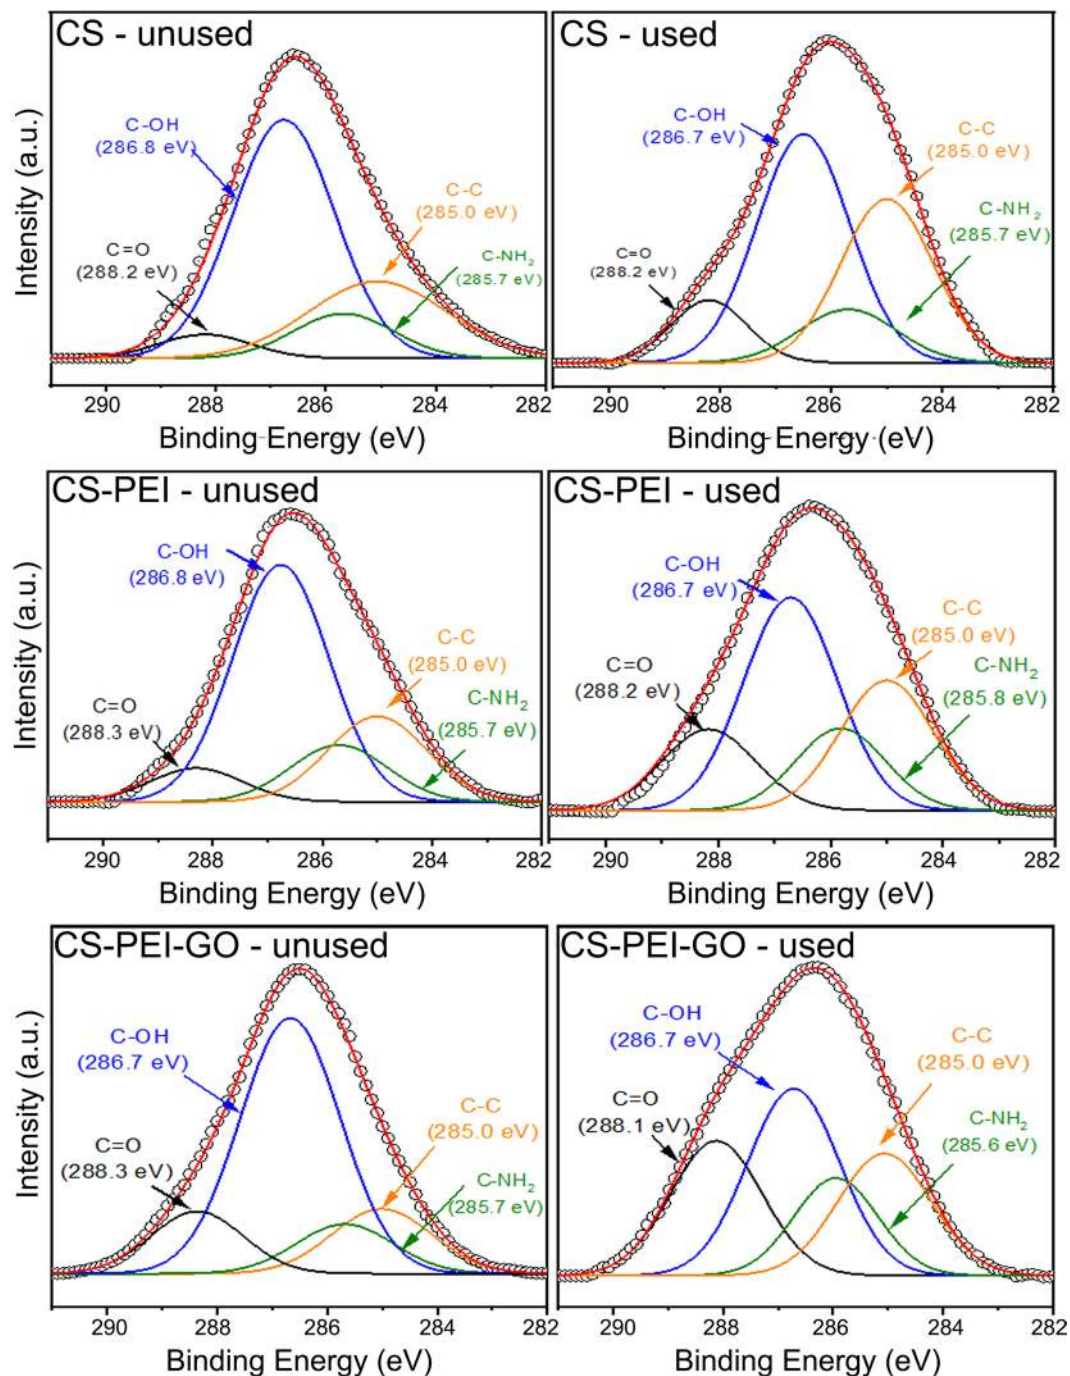 CS - unused
C-OH
(286.8 eV)
C-C
(285.0 eV)
C=O
(288.2 eV)
C-NH₂
(285.7 eV)
Intensity (a.u.)
290 288 286 284 282
Binding Energy (eV)
CS - used
C-OH
(286.7 eV)
C-C
(285.0 eV)
C-NH₂
(285.7 eV)
C=O
(288.2 eV)
290 288 286 284 282
Binding Energy (eV)
CS-PEI - unused
C-OH
(286.8 eV)
C-C
(285.0 eV)
C=O
(288.3 eV)
C-NH₂
(285.7 eV)
Intensity (a.u.)
290 288 286 284 282
Binding Energy (eV)
CS-PEI - used
C-OH
(286.7 eV)
C-C
(285.0 eV)
C=O
(288.2 eV)
C-NH₂
(285.8 eV)
290 288 286 284 282
Binding Energy (eV)
CS-PEI-GO - unused
C-OH
(286.7 eV)
C-C
(285.0 eV)
C=O
(288.3 eV)
C-NH₂
(285.7 eV)
Intensity (a.u.)
290 288 286 284 282
Binding Energy (eV)
CS-PEI-GO - used
C-OH
(286.7 eV)
C-C
(285.0 eV)
C=O
(288.1 eV)
C-NH₂
(285.6 eV)
290 288 286 284 282
Binding Energy (eV)